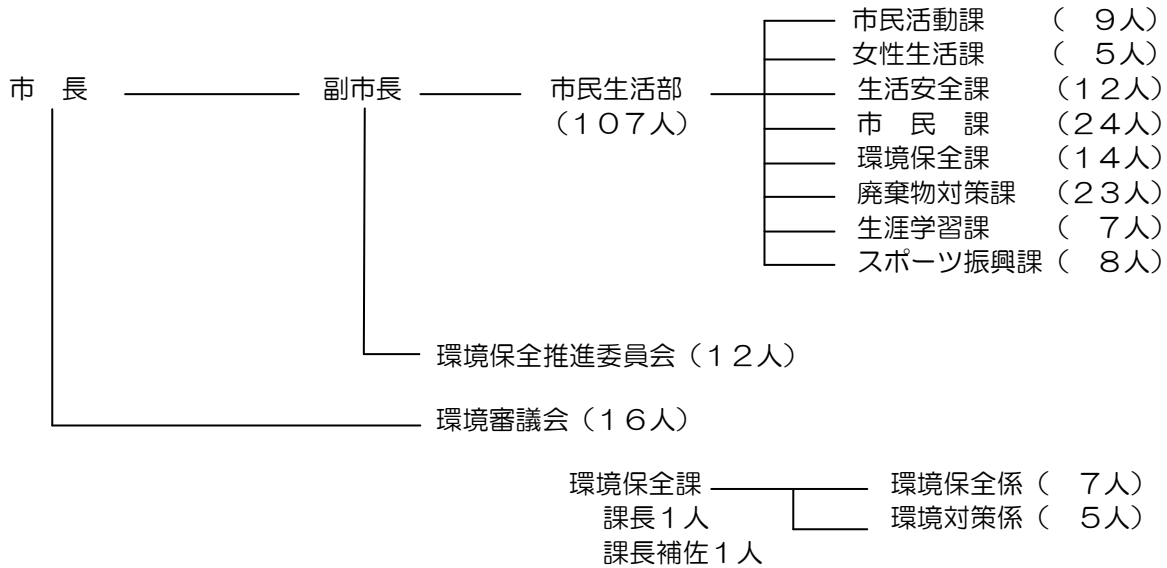 市民活動課 (　９人)
女性生活課 (　５人)
市　長 副市長 市民生活部 生活安全課 (１２人)
(１０７人) 市　民　課 (２４人)
環境保全課 (１４人)
廃棄物対策課 (２３人)
生涯学習課 (　７人)
スポーツ振興課 (　８人)
環境保全推進委員会（１２人）
環境審議会（１６人）
環境保全課 環境保全係 (　７人)
課長１人 環境対策係 (　５人)
課長補佐１人